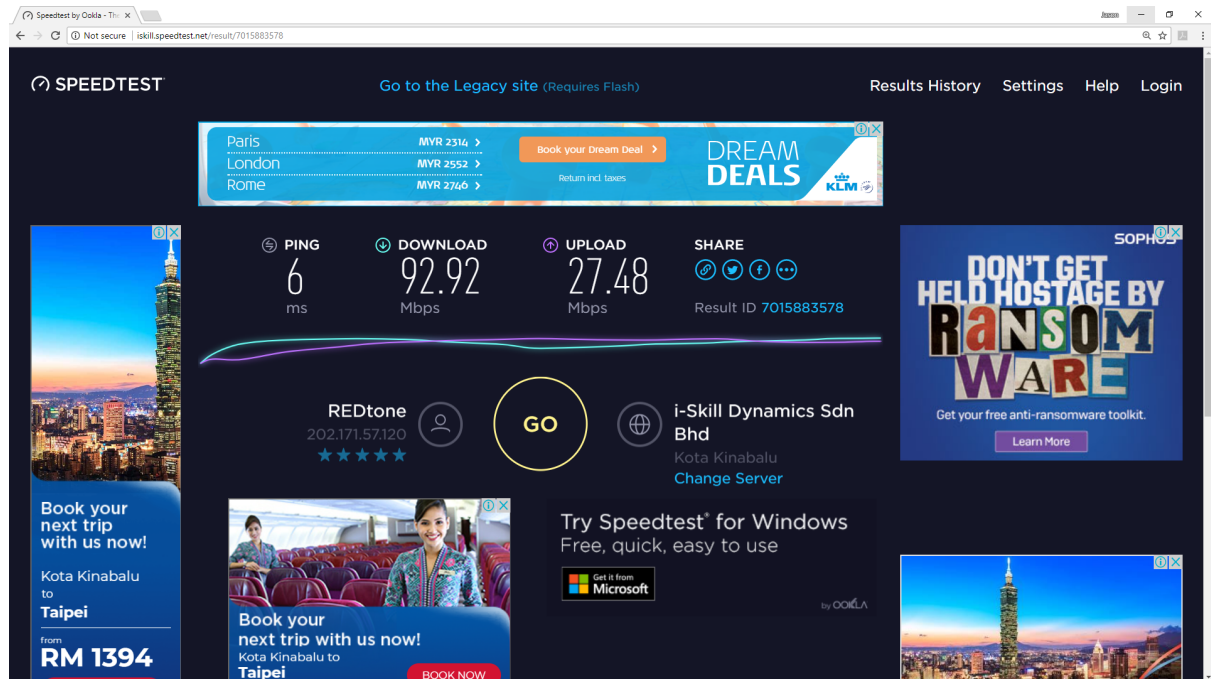 Speedtest by Ookla - The
Jason
Not secure iskill.speedtest.net/result/7015883578
SPEEDTEST
Go to the Legacy site (Requires Flash)
Results History Settings Help Login
Paris MYR 2314 >
London MYR 2552 >
Rome MYR 2746 >
Book your Dream Deal >
Return incl. taxes
DREAM
DEALS
KLM
PING
6
ms
DOWNLOAD
92.92
Mbps
UPLOAD
27.48
Mbps
SHARE
Result ID 7015883578
REDtone
202.171.57.120
GO
i-Skill Dynamics Sdn
Bhd
Kota Kinabalu
Change Server
Book your
next trip
with us now!
Kota Kinabalu
to
Taipei
from
RM 1394
Book your
next trip with us now!
Kota Kinabalu to
Taipei
BOOK NOW
Try Speedtest® for Windows
Free, quick, easy to use
Get it from
Microsoft
by OOKLA
SOPHOS
DON'T GET
HELD HOSTAGE BY
RANSOM
WARE
Get your free anti-ransomware toolkit.
Learn More